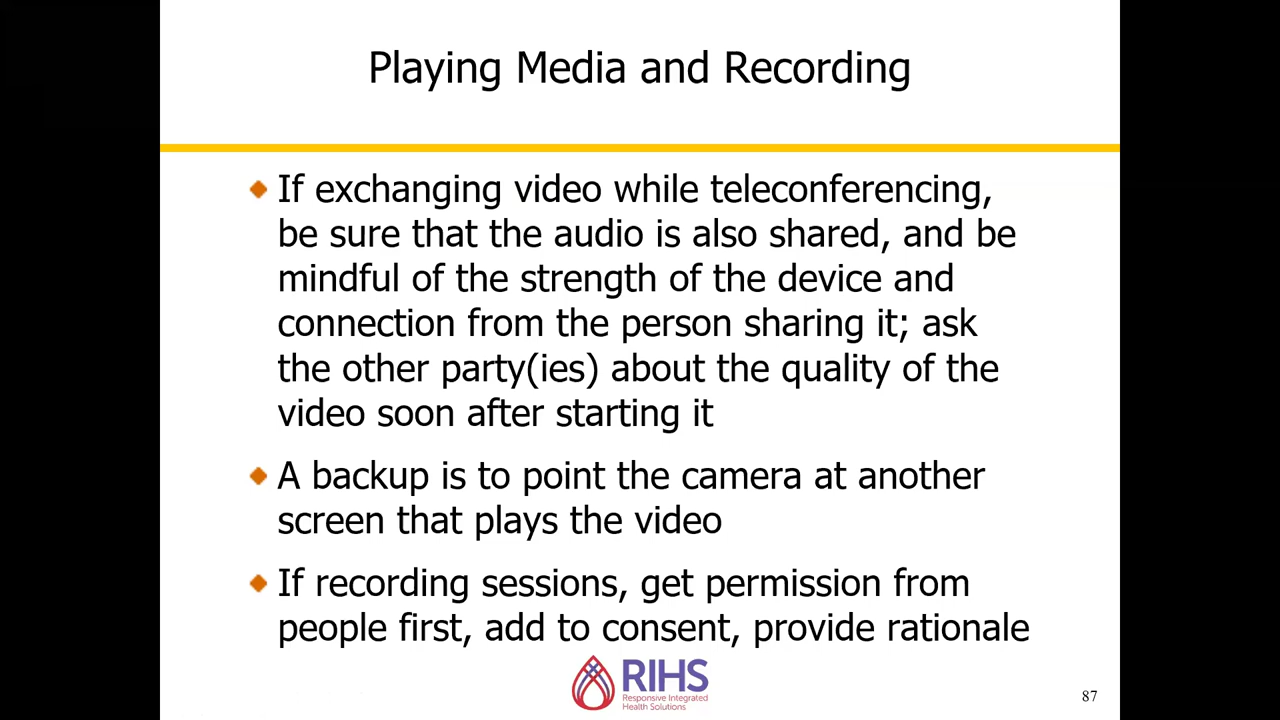 Playing Media and Recording
If exchanging video while teleconferencing,
be sure that the audio is also shared, and be
mindful of the strength of the device and
connection from the person sharing it; ask
the other party(ies) about the quality of the
video soon after starting it
A backup is to point the camera at another
screen that plays the video
If recording sessions, get permission from
people first, add to consent, provide rationale
RIHS
Responsive Integrated
Health Solutions
87